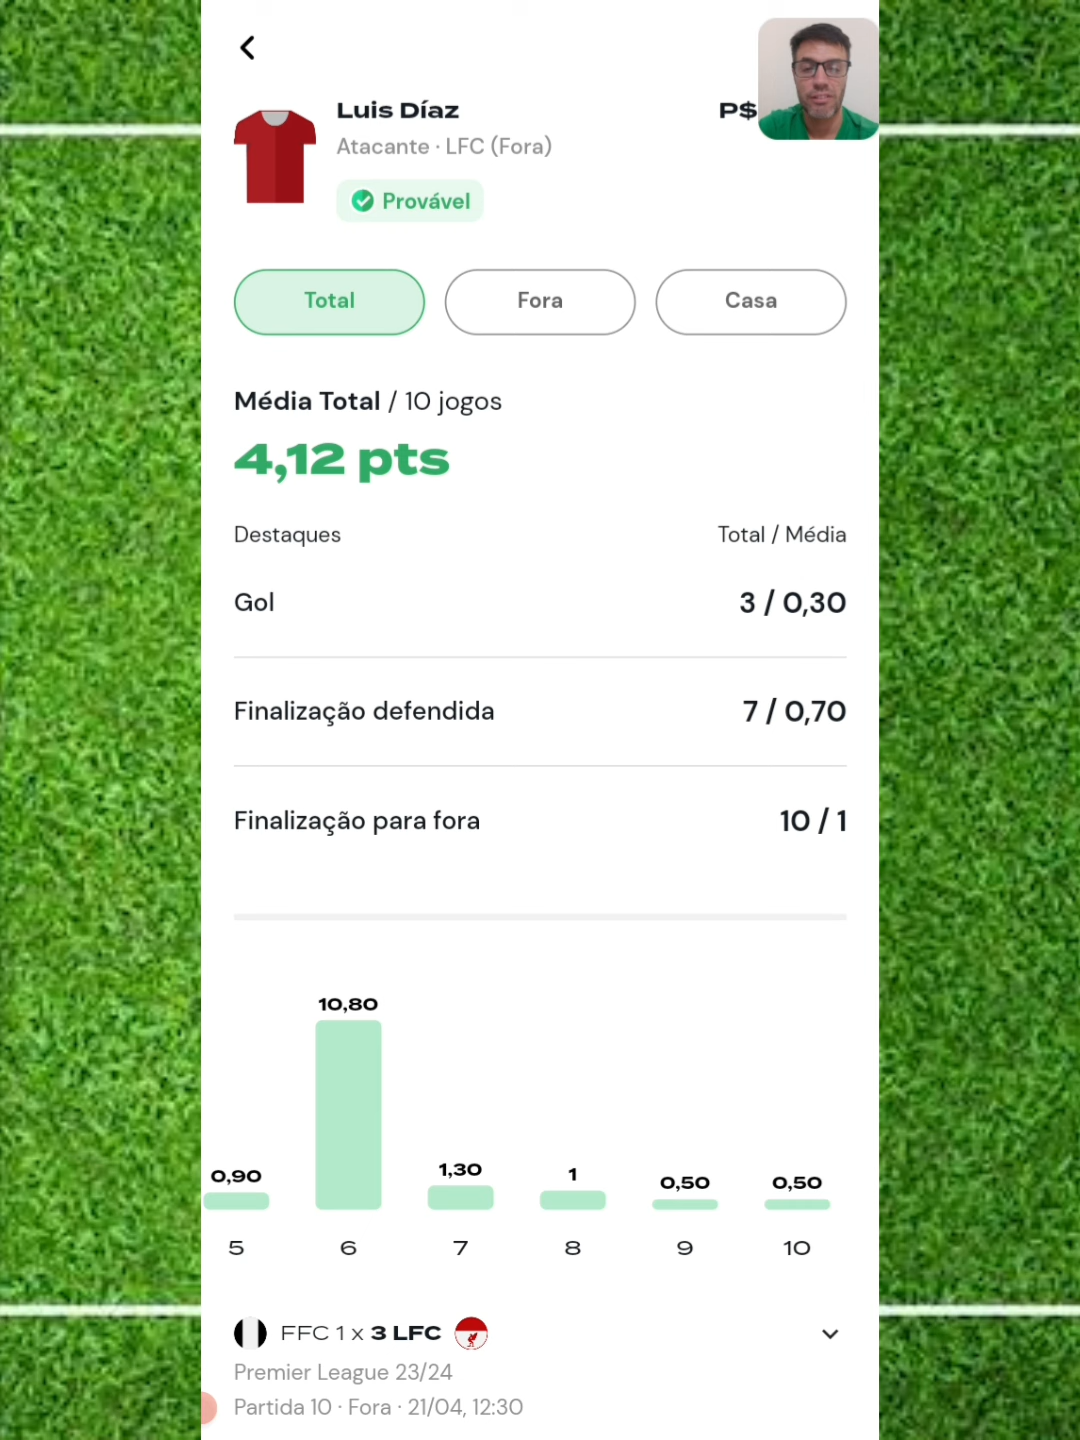 Luis Díaz P$
Atacante · LFC (Fora)
Provável
Total Fora Casa
Média Total / 10 jogos
4,12 pts
Destaques Total / Média
Gol 3 / 0,30
Finalização defendida 7 / 0,70
Finalização para fora 10 / 1
0,90 10,80 1,30 1 0,50 0,50
5 6 7 8 9 10
FFC 1 x 3 LFC
Premier League 23/24
Partida 10 · Fora · 21/04, 12:30